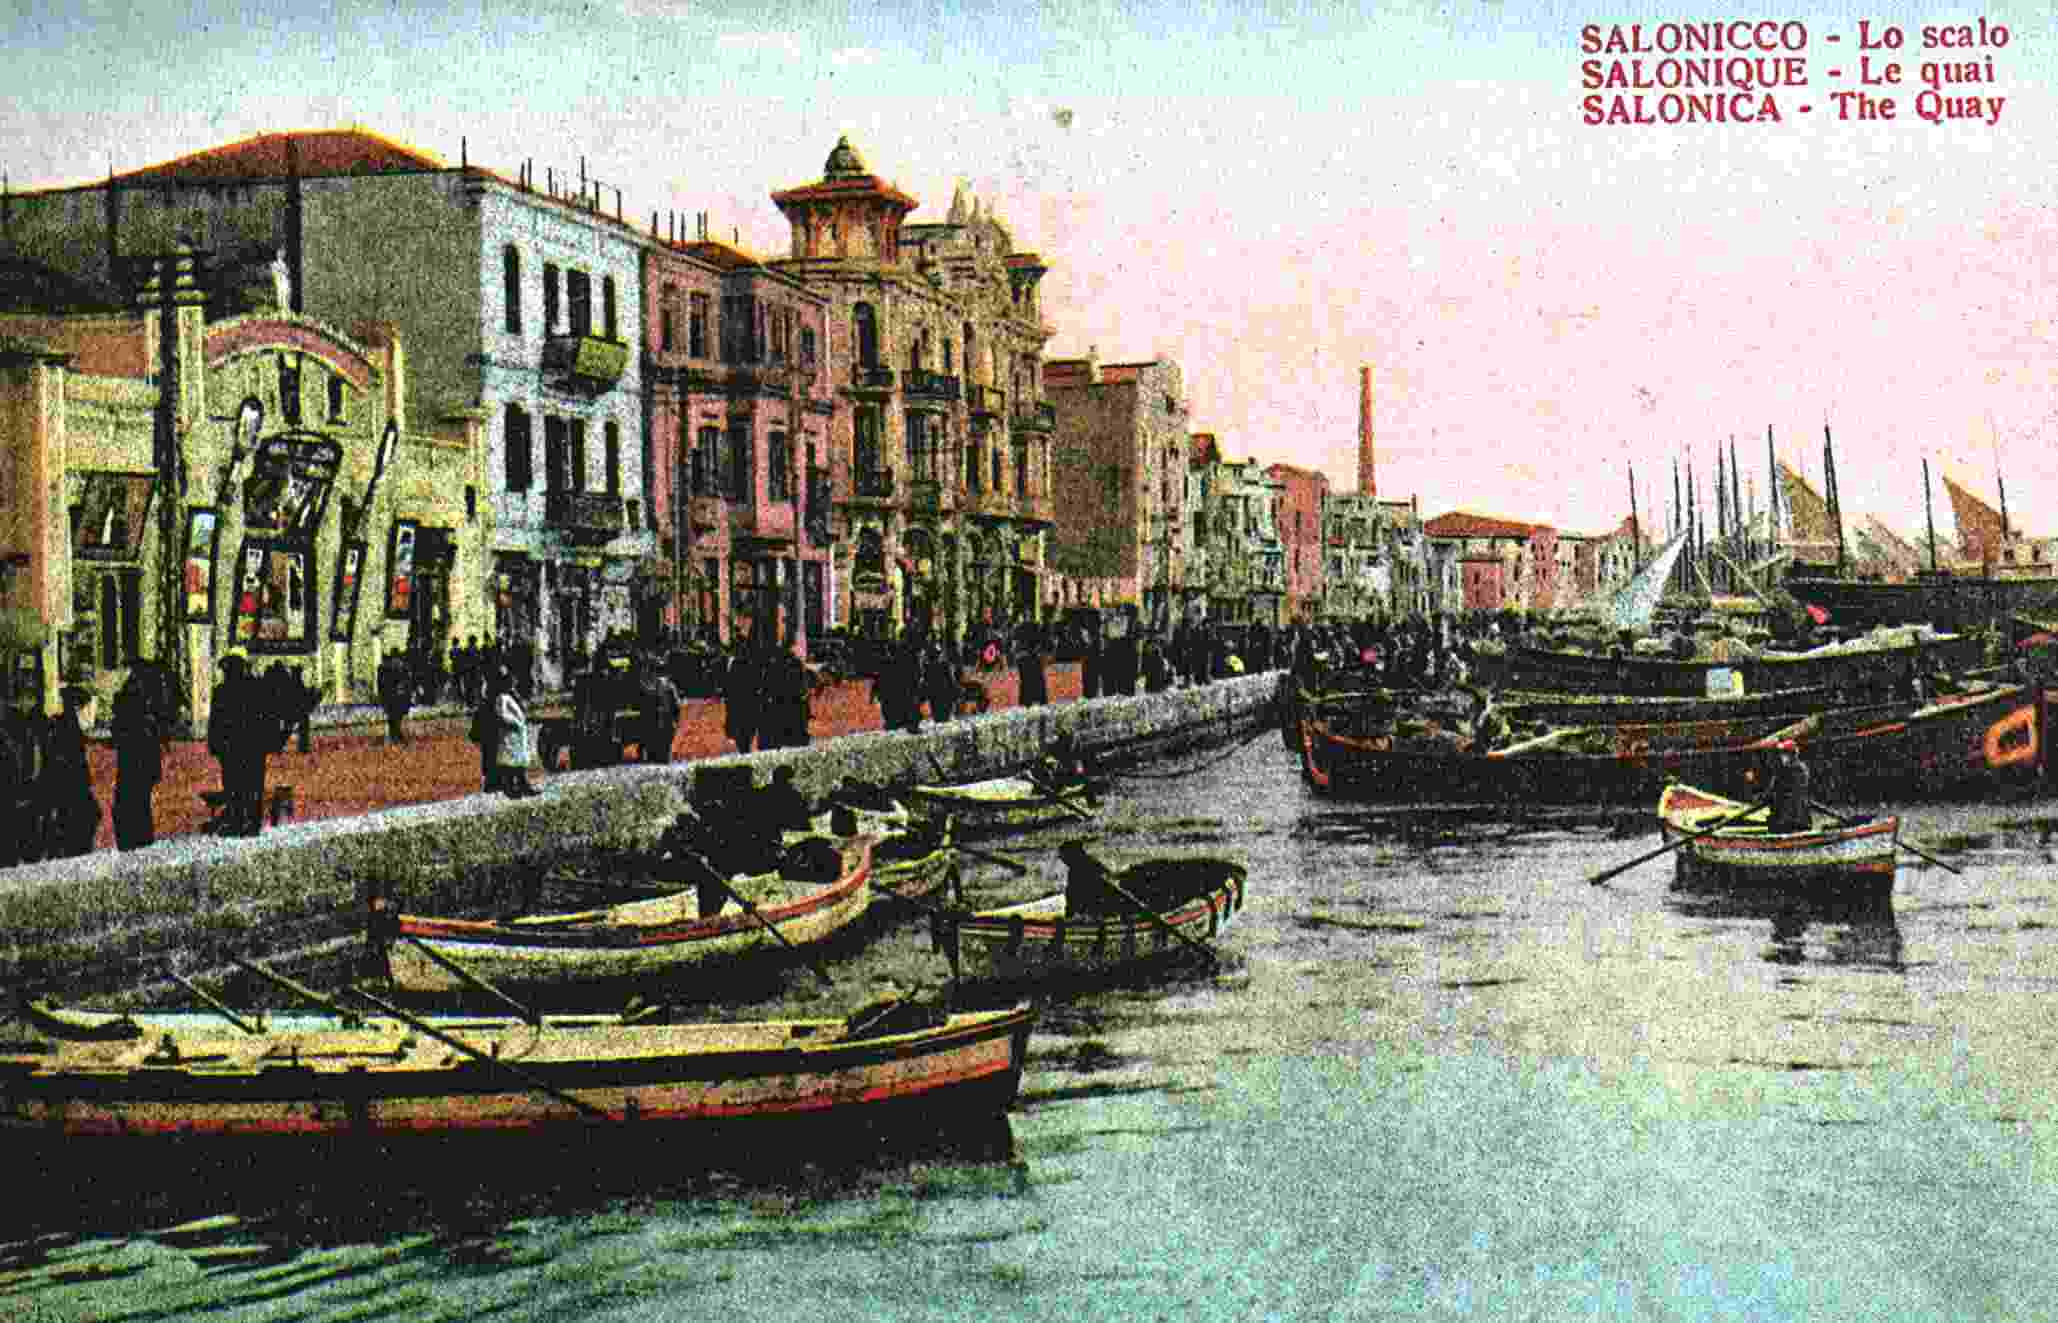 SALONICCO - Lo scalo
SALONIQUE - Le quai
SALONICA - The Quay